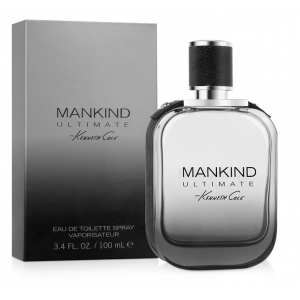 MANKIND
ULTIMATE
Kenneth Cole
EAU DE TOILETTE SPRAY
VAPORISATEUR
3.4 FL. OZ. / 100 mL ℮
MANKIND
ULTIMATE
Kenneth Cole